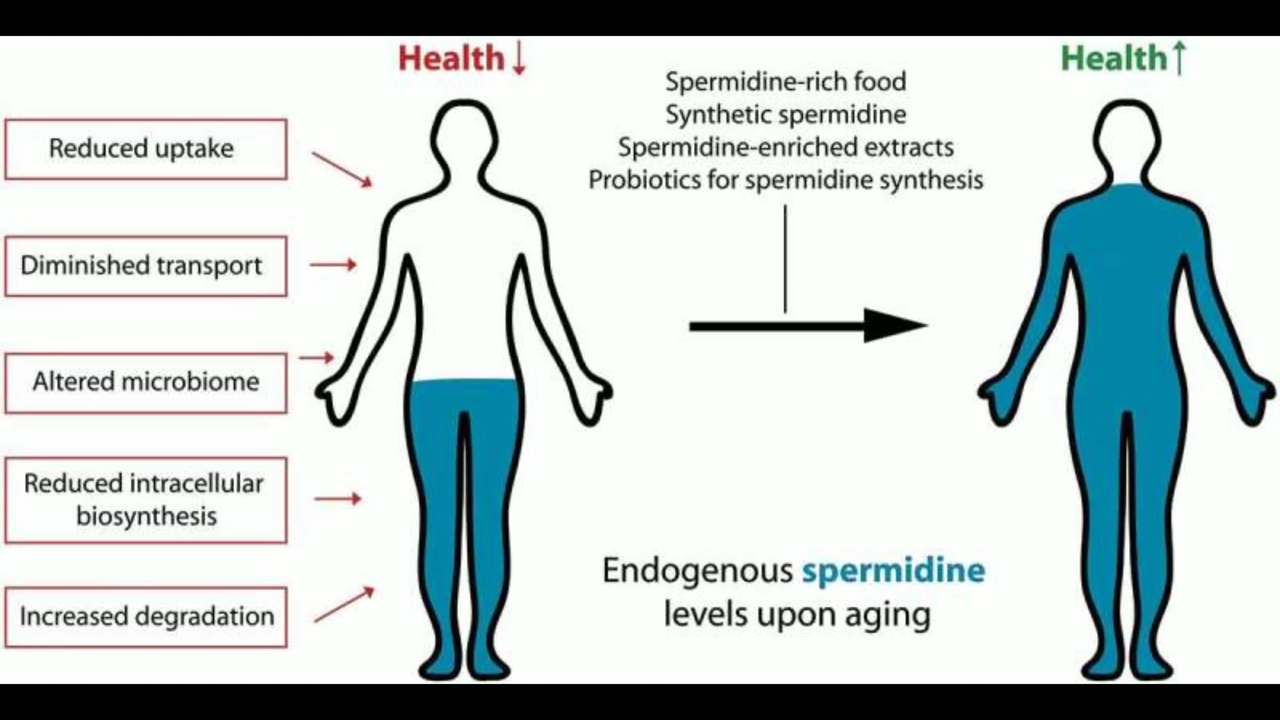 Health↓
Health↑
Spermidine-rich food
Synthetic spermidine
Spermidine-enriched extracts
Probiotics for spermidine synthesis
Reduced uptake
Diminished transport
Altered microbiome
Reduced intracellular
biosynthesis
Increased degradation
Endogenous spermidine
levels upon aging